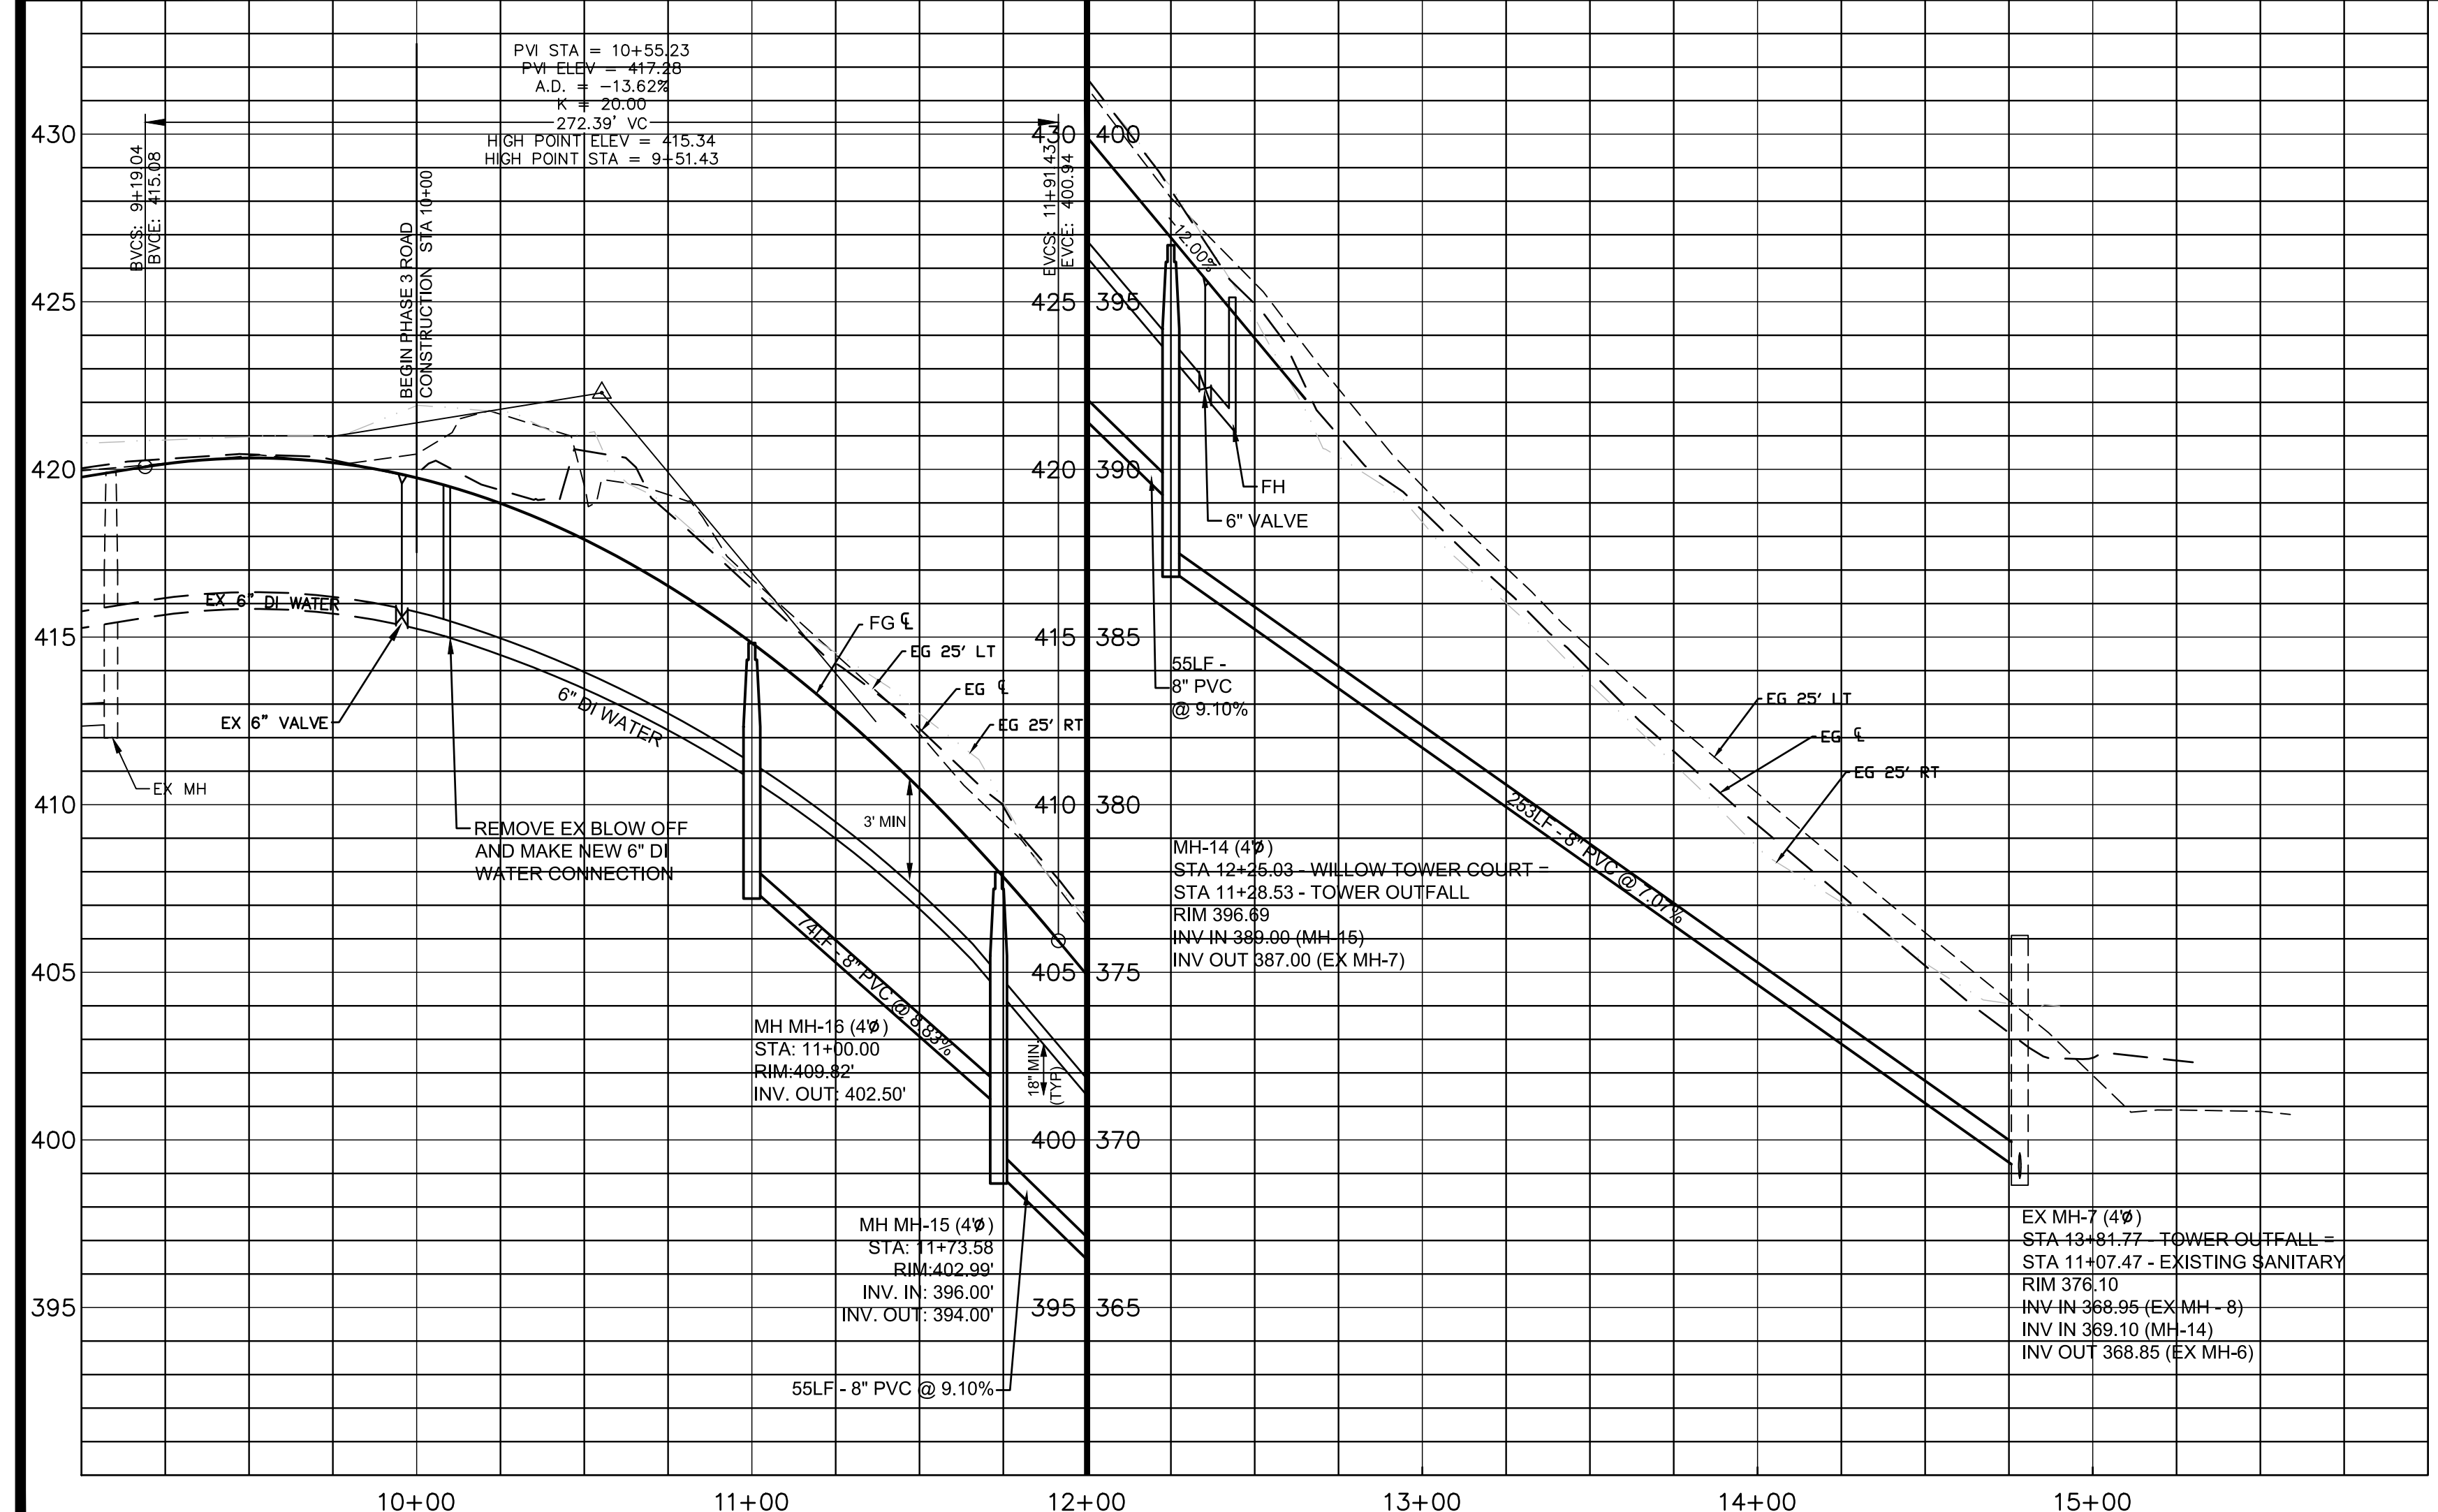 PVI STA = 10+55.23
PVI ELEV = 417.28
A.D. = -13.62%
K = 20.00
272.39' VC
HIGH POINT ELEV = 415.34
HIGH POINT STA = 9+51.43
BVCS: 9+19.04
BVCE: 415.08
BEGIN PHASE 3 ROAD
CONSTRUCTION STA 10+00
EVCS: 11+91.43
EVCE: 400.94
430
425
420
415
410
405
400
395
430 400
425 395
420 390
415 385
410 380
405 375
400 370
395 365
12.00%
FH
6" VALVE
EX 6" DI WATER
EX 6" VALVE
EX MH
6" DI WATER
REMOVE EX BLOW OFF
AND MAKE NEW 6" DI
WATER CONNECTION
FG ℄
EG 25' LT
EG ℄
EG 25' RT
3' MIN
55LF -
8" PVC
@ 9.10%
EG 25' LT
EG ℄
EG 25' RT
253LF - 8" PVC @ 7.07%
MH-14 (4'Ø)
STA 12+25.03 - WILLOW TOWER COURT =
STA 11+28.53 - TOWER OUTFALL
RIM 396.69
INV IN 389.00 (MH-15)
INV OUT 387.00 (EX MH-7)
74LF - 8" PVC @ 8.83%
MH MH-16 (4'Ø)
STA: 11+00.00
RIM:409.82'
INV. OUT: 402.50'
18" MIN.
(TYP)
MH MH-15 (4'Ø)
STA: 11+73.58
RIM:402.99'
INV. IN: 396.00'
INV. OUT: 394.00'
55LF - 8" PVC @ 9.10%
EX MH-7 (4'Ø)
STA 13+81.77 - TOWER OUTFALL =
STA 11+07.47 - EXISTING SANITARY
RIM 376.10
INV IN 368.95 (EX MH - 8)
INV IN 369.10 (MH-14)
INV OUT 368.85 (EX MH-6)
10+00 11+00 12+00 13+00 14+00 15+00